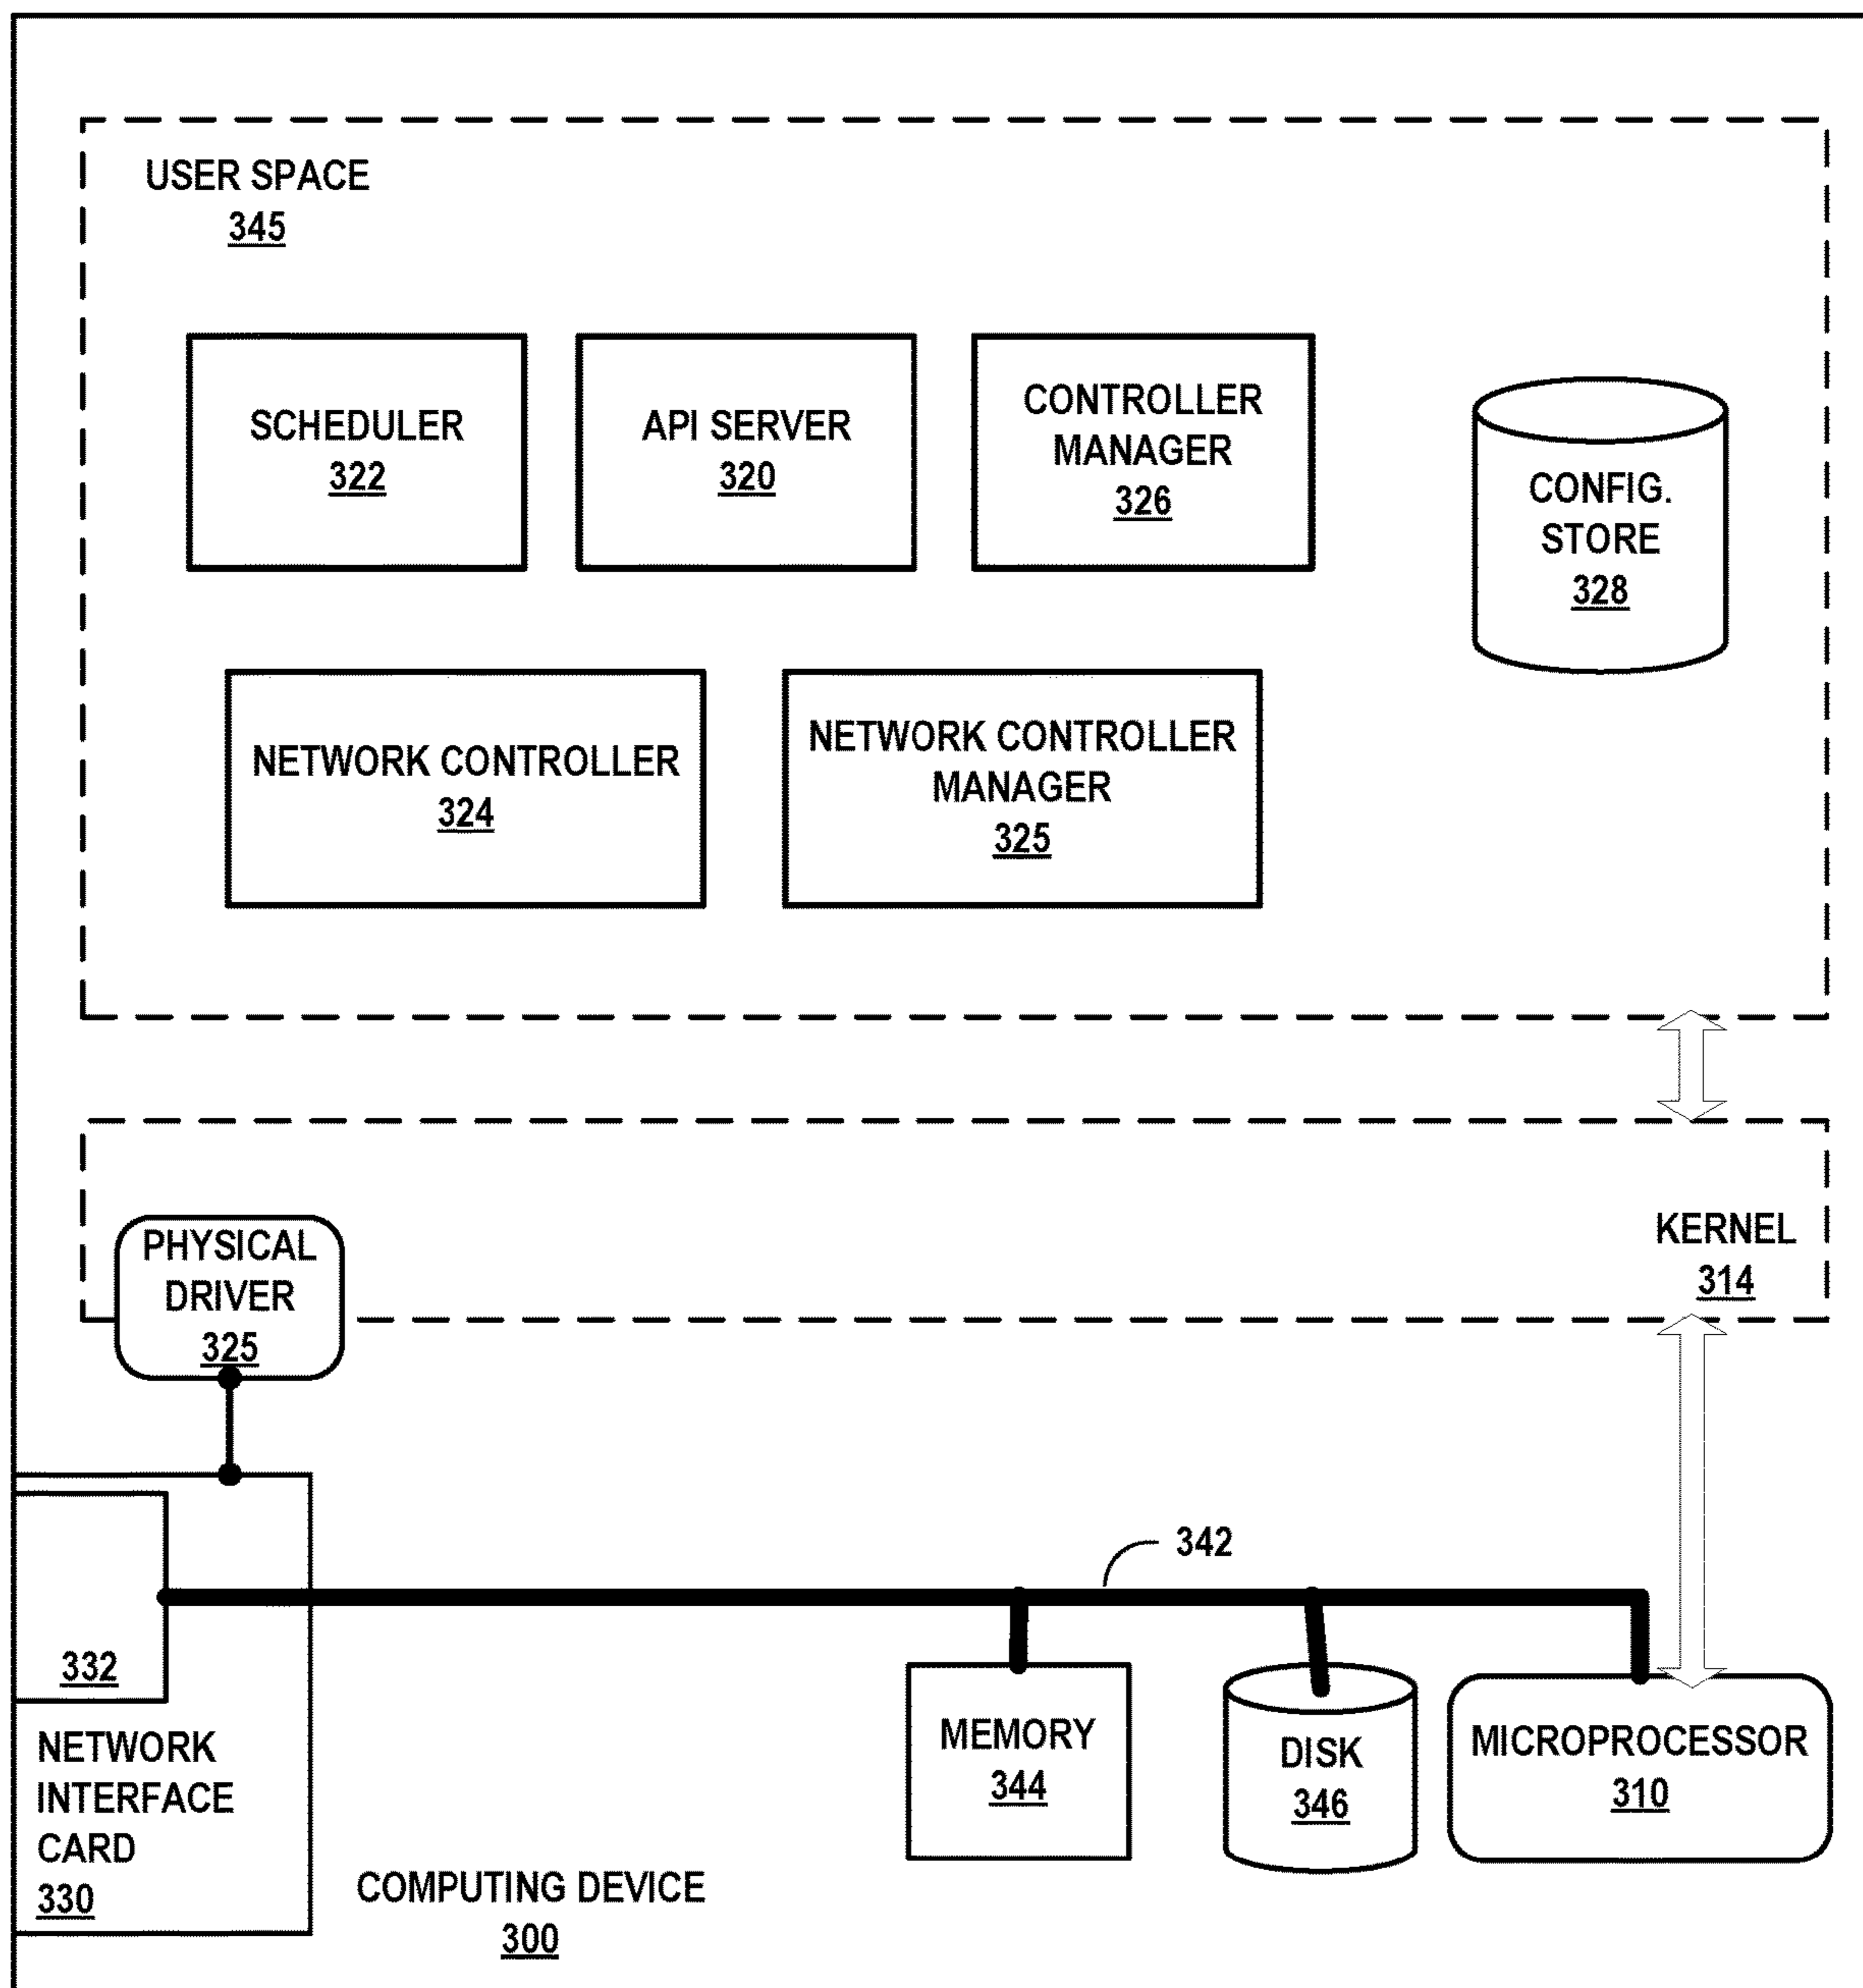 USER SPACE
345
SCHEDULER
322
API SERVER
320
CONTROLLER
MANAGER
326
CONFIG.
STORE
328
NETWORK CONTROLLER
324
NETWORK CONTROLLER
MANAGER
325
PHYSICAL
DRIVER
325
KERNEL
314
342
332
NETWORK
INTERFACE
CARD
330
MEMORY
344
DISK
346
MICROPROCESSOR
310
COMPUTING DEVICE
300